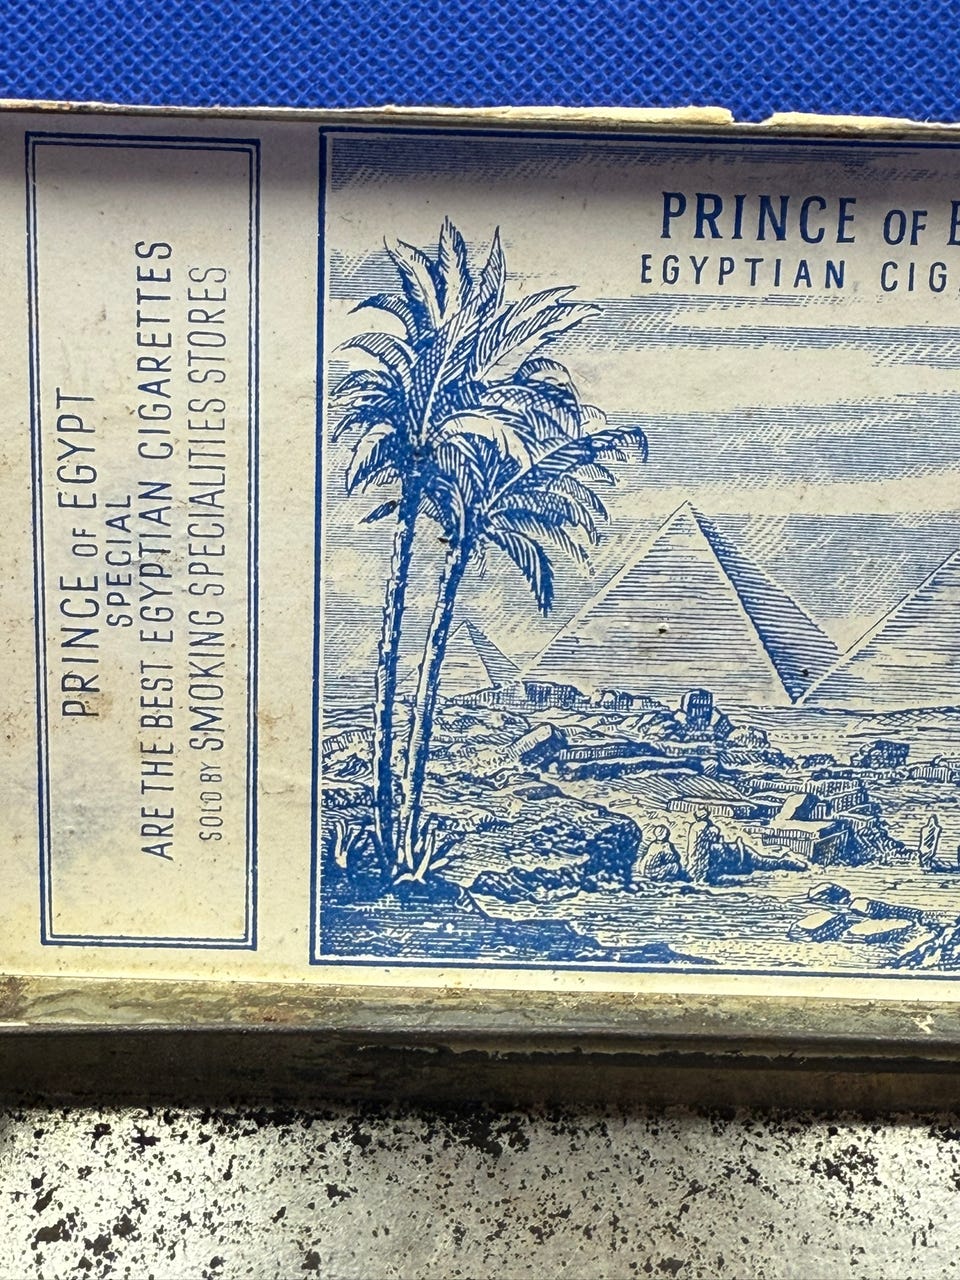 PRINCE OF EGYPT
SPECIAL
ARE THE BEST EGYPTIAN CIGARETTES
SOLD BY SMOKING SPECIALITIES STORES
PRINCE OF
EGYPTIAN